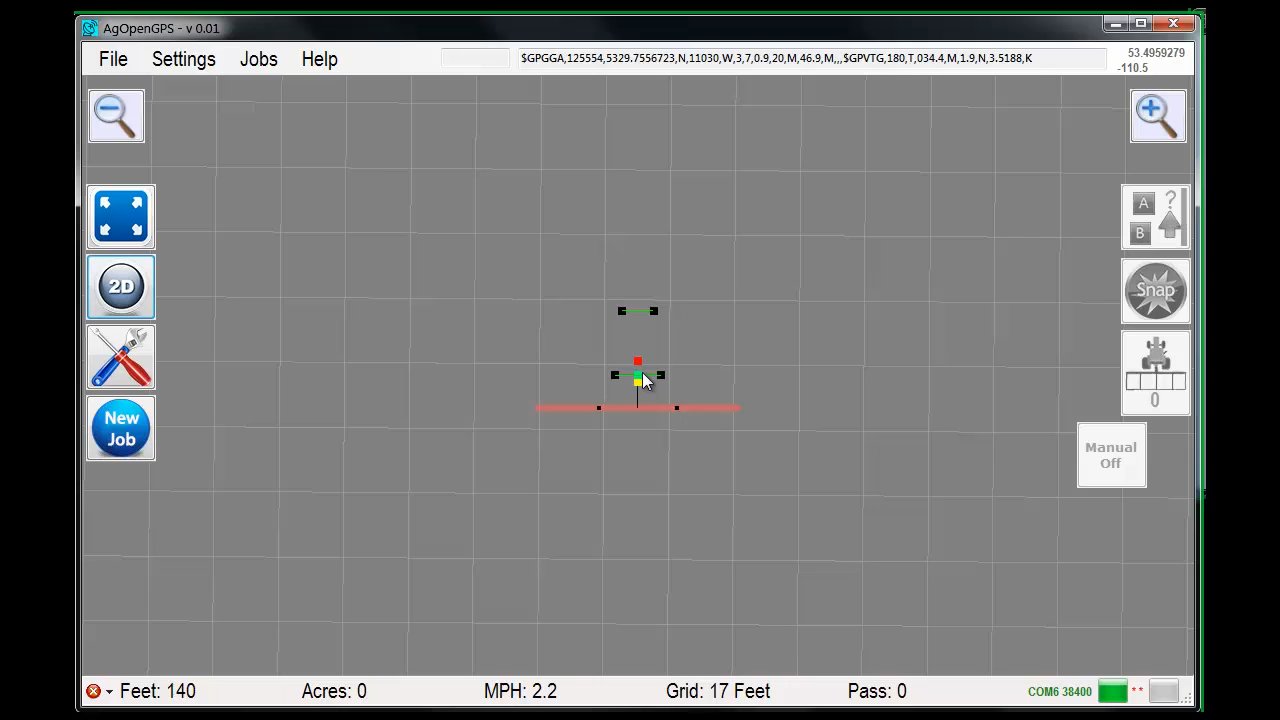 AgOpenGPS - v 0.01
File Settings Jobs Help
$GPGGA,125554,5329.7556723,N,11030,W,3,7,0.9,20,M,46.9,M,,,$GPVTG,180,T,034.4,M,1.9,N,3.5188,K
53.4959279
-110.5
2D
New
Job
A
?
B
Snap
0
Manual
Off
Feet: 140 Acres: 0 MPH: 2.2 Grid: 17 Feet Pass: 0 COM6 38400 **